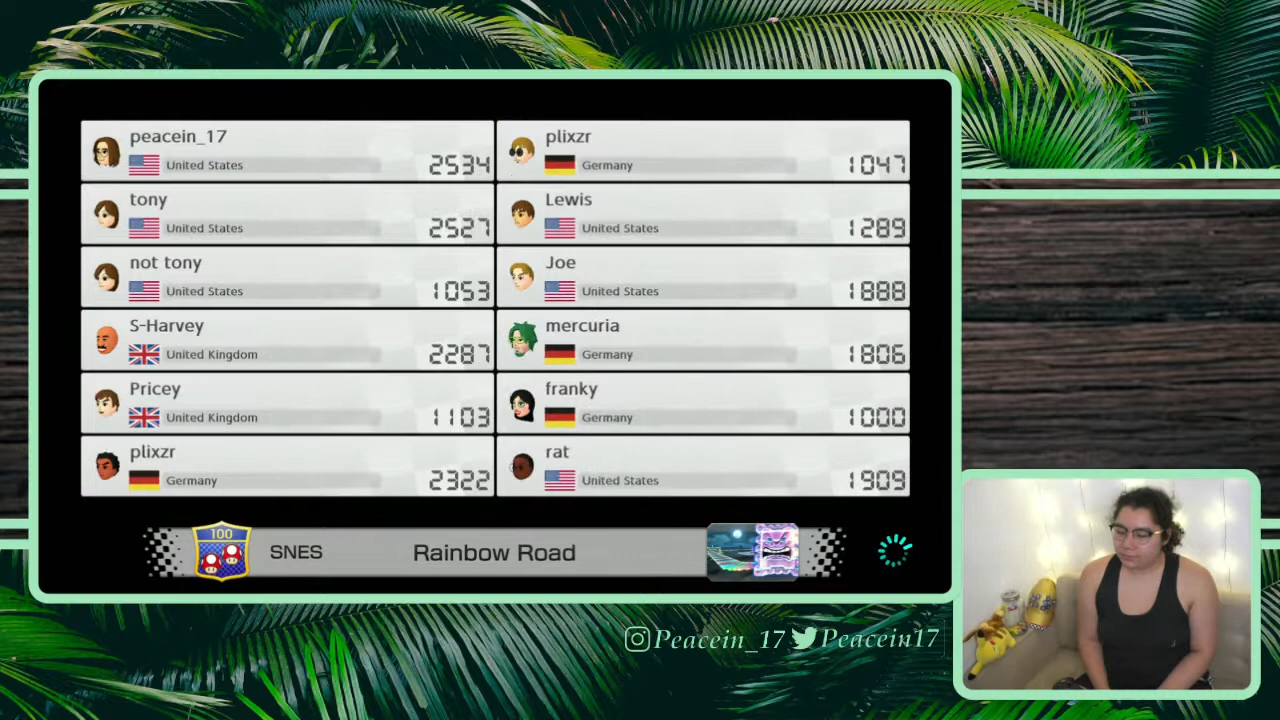 peacein_17
United States 2534
tony
United States 2527
not tony
United States 1053
S-Harvey
United Kingdom 2287
Pricey
United Kingdom 1103
plixzr
Germany 2322
plixzr
Germany 1047
Lewis
United States 1289
Joe
United States 1888
mercuria
Germany 1806
franky
Germany 1000
rat
United States 1909
100 SNES Rainbow Road
Peacein_17 Peacein17